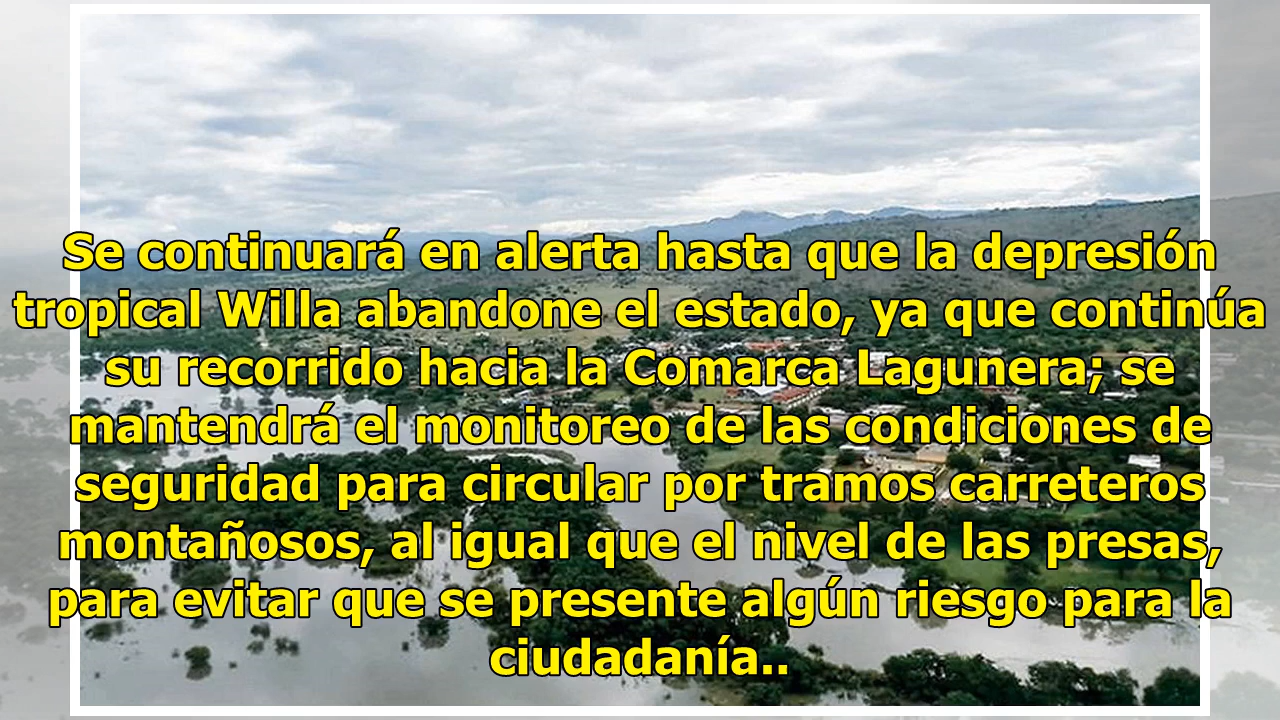 Se continuará en alerta hasta que la depresión
tropical Willa abandone el estado, ya que continúa
su recorrido hacia la Comarca Lagunera; se
mantendrá el monitoreo de las condiciones de
seguridad para circular por tramos carreteros
montañosos, al igual que el nivel de las presas,
para evitar que se presente algún riesgo para la
ciudadanía..